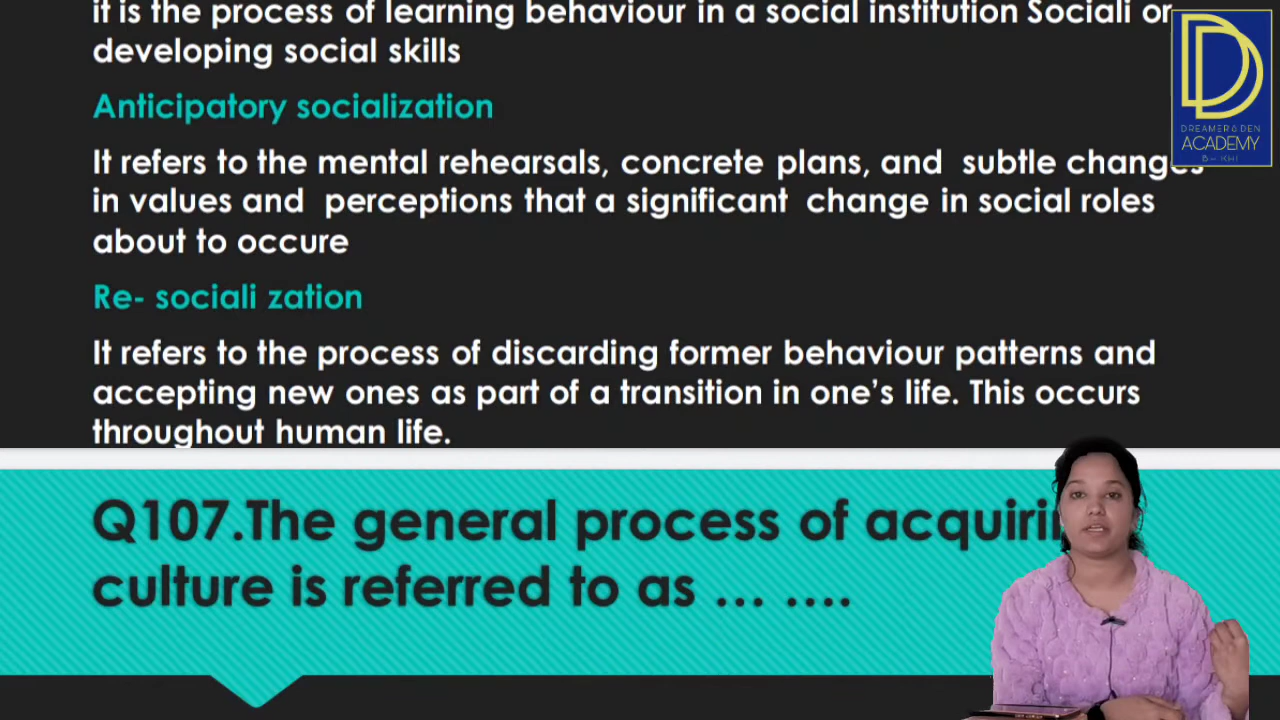 it is the process of learning behaviour in a social institution Sociali or
developing social skills
Anticipatory socialization
It refers to the mental rehearsals, concrete plans, and subtle changes
in values and perceptions that a significant change in social roles
about to occure
Re- sociali zation
It refers to the process of discarding former behaviour patterns and
accepting new ones as part of a transition in one's life. This occurs
throughout human life.
Q107.The general process of
culture is referred to as ... ....
DREAMER'S DEN
ACADEMY